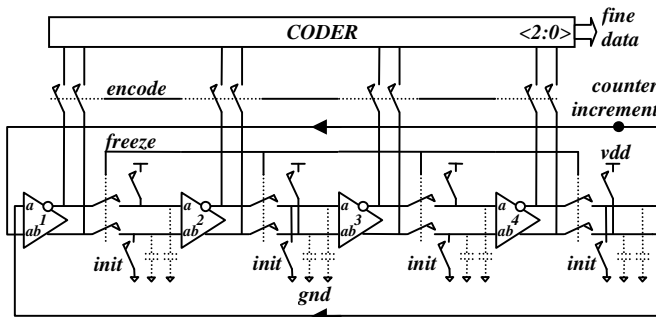 CODER <2:0>
fine
data
encode
counter
increment
freeze
vdd
a 1 ab
a 2 ab
a 3 ab
a 4 ab
init
init
init
init
gnd